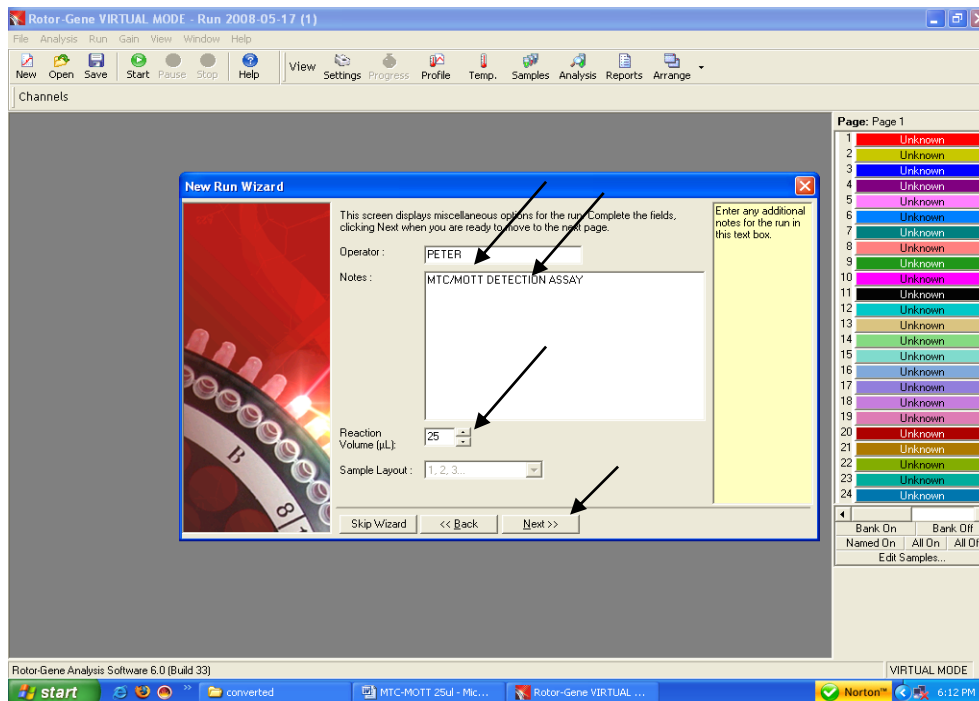 Rotor-Gene VIRTUAL MODE - Run 2008-05-17 (1)
File Analysis Run Gain View Window Help
New Open Save Start Pause Stop Help View Settings Progress Profile Temp. Samples Analysis Reports Arrange
Channels
Page: Page 1
1 Unknown
2 Unknown
3 Unknown
4 Unknown
5 Unknown
6 Unknown
7 Unknown
8 Unknown
9 Unknown
10 Unknown
11 Unknown
12 Unknown
13 Unknown
14 Unknown
15 Unknown
16 Unknown
17 Unknown
18 Unknown
19 Unknown
20 Unknown
21 Unknown
22 Unknown
23 Unknown
24 Unknown
Bank On Bank Off
Named On All On All Of
Edit Samples...
New Run Wizard
This screen displays miscellaneous options for the run. Complete the fields,
clicking Next when you are ready to move to the next page.
Operator : PETER
Notes : MTC/MOTT DETECTION ASSAY
Reaction
Volume (µL): 25
Sample Layout : 1, 2, 3...
Skip Wizard << Back Next >>
Enter any additional
notes for the run in
this text box.
B
8
Rotor-Gene Analysis Software 6.0 (Build 33)
VIRTUAL MODE
start converted MTC-MOTT 25ul - Mic... Rotor-Gene VIRTUAL ... Norton™ 6:12 PM